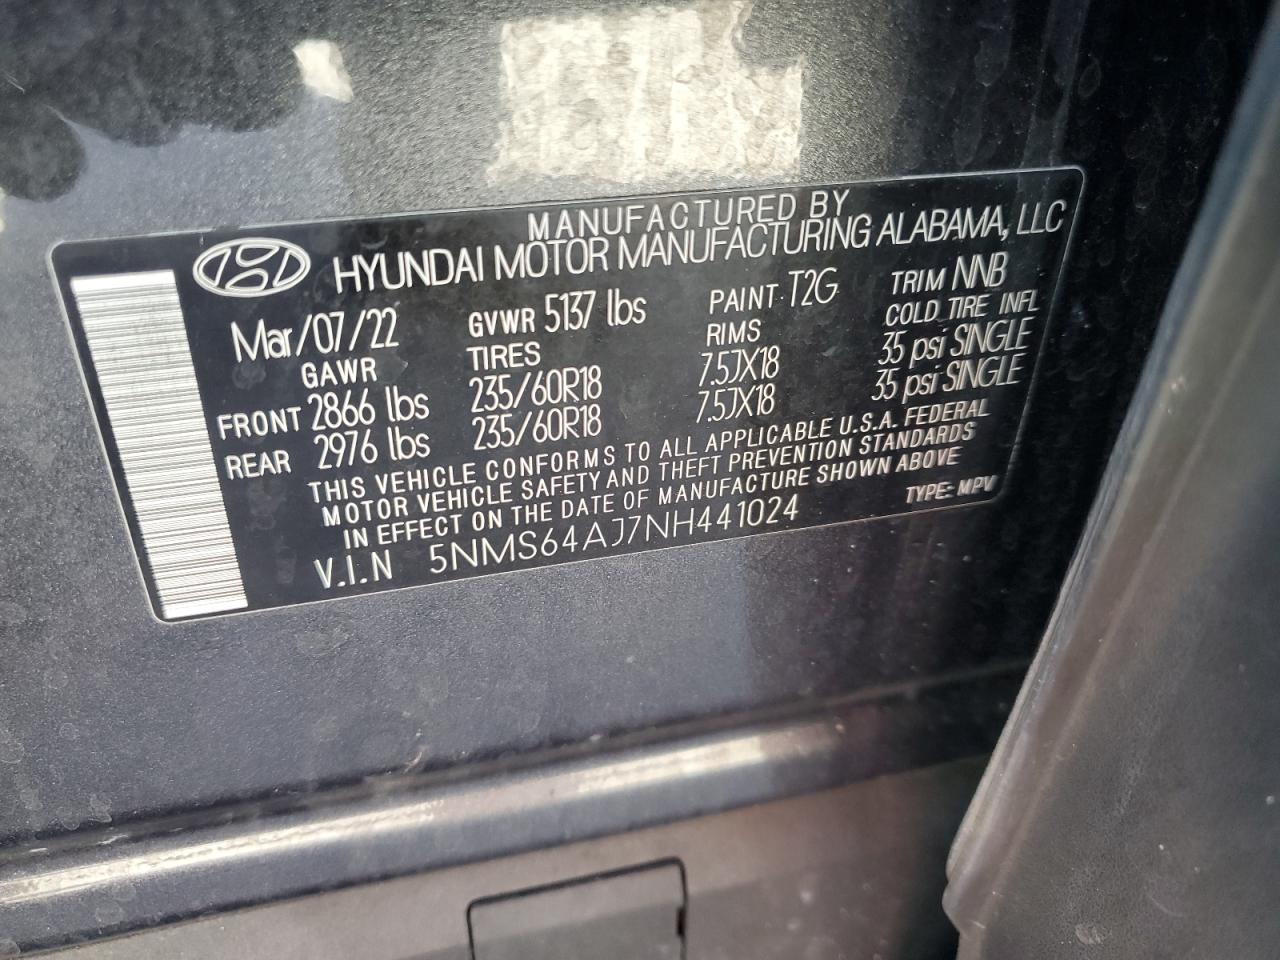 MANUFACTURED BY
HYUNDAI MOTOR MANUFACTURING ALABAMA, LLC
Mar/07/22 GVWR 5137 lbs PAINT T2G TRIM NNB
GAWR TIRES RIMS COLD TIRE INFL
FRONT 2866 lbs 235/60R18 7.5JX18 35 psi SINGLE
REAR 2976 lbs 235/60R18 7.5JX18 35 psi SINGLE
THIS VEHICLE CONFORMS TO ALL APPLICABLE U.S.A. FEDERAL
MOTOR VEHICLE SAFETY AND THEFT PREVENTION STANDARDS
IN EFFECT ON THE DATE OF MANUFACTURE SHOWN ABOVE
V.I.N 5NMS64AJ7NH441024 TYPE: MPV